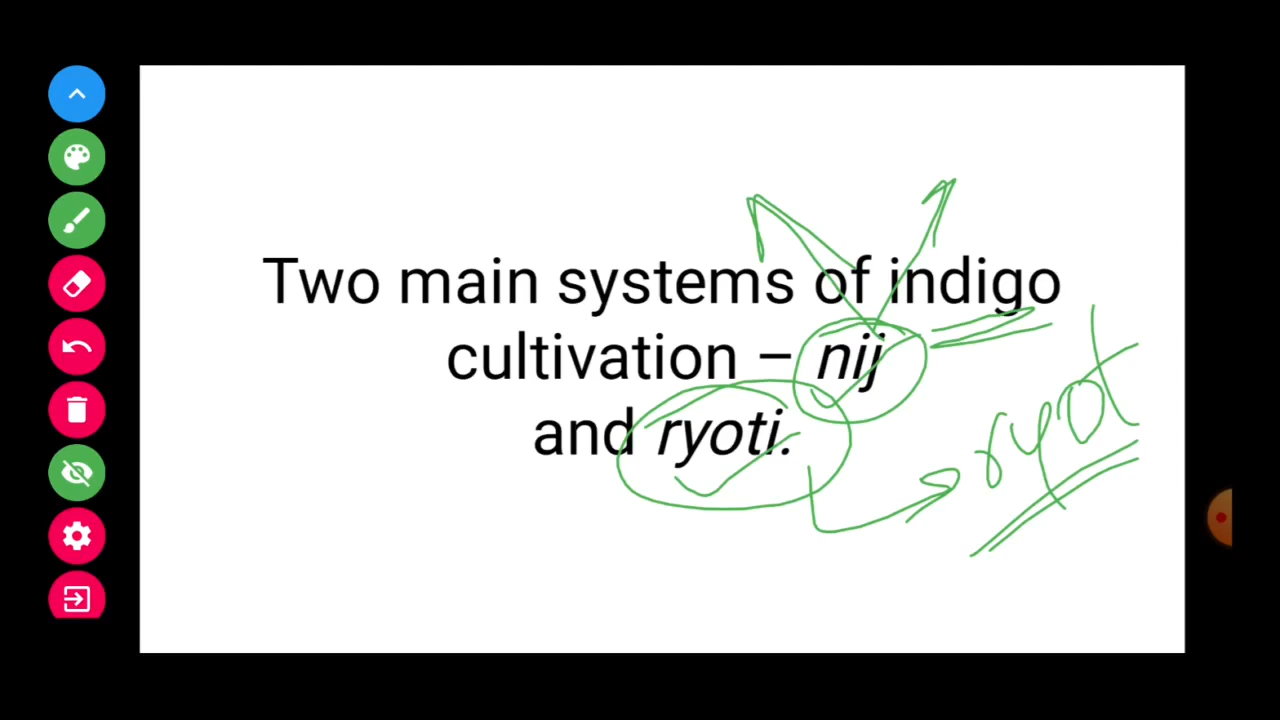 Two main systems of indigo
cultivation – nij
and ryoti.
ryot